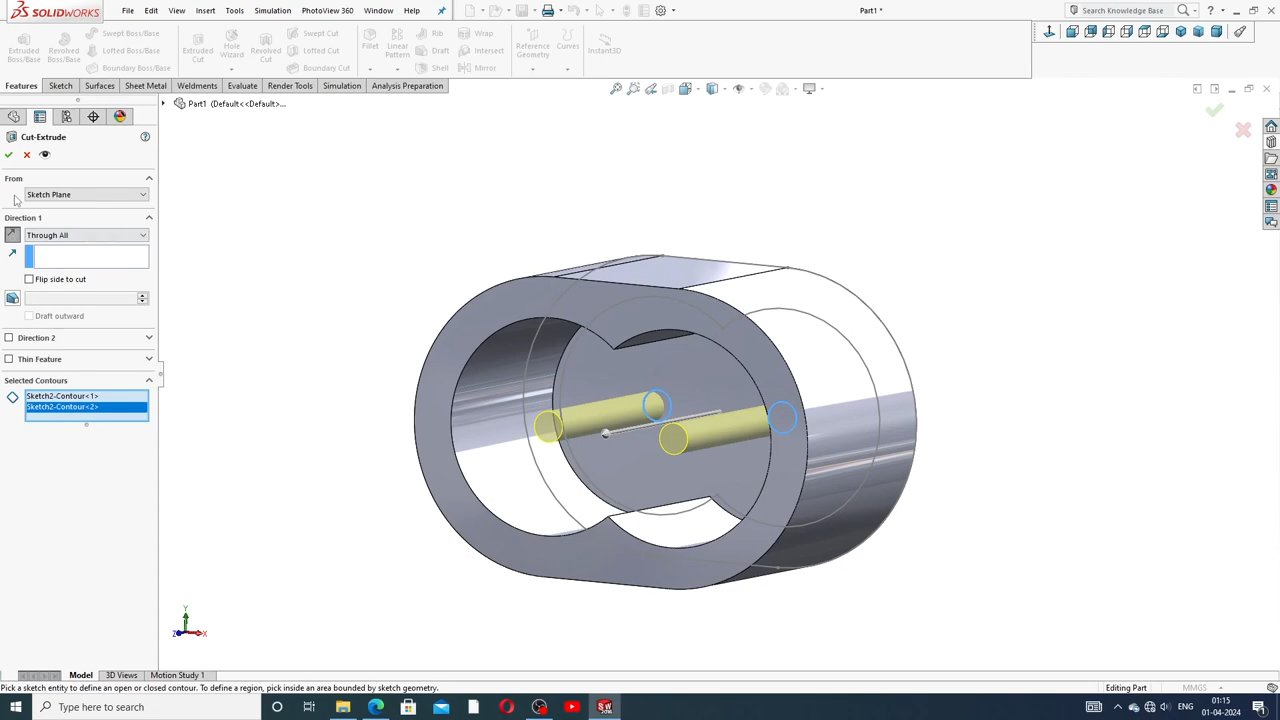 SOLIDWORKS
File Edit View Insert Tools Simulation PhotoView 360 Window Help
Part1 *
Search Knowledge Base
Extruded Boss/Base
Revolved Boss/Base
Swept Boss/Base
Lofted Boss/Base
Boundary Boss/Base
Extruded Cut
Hole Wizard
Revolved Cut
Swept Cut
Lofted Cut
Boundary Cut
Fillet
Linear Pattern
Rib
Draft
Shell
Wrap
Intersect
Mirror
Reference Geometry
Curves
Instant3D
Features Sketch Surfaces Sheet Metal Weldments Evaluate Render Tools Simulation Analysis Preparation
Part1 (Default<<Default>...
Cut-Extrude
From
Sketch Plane
Direction 1
Through All
Flip side to cut
Draft outward
Direction 2
Thin Feature
Selected Contours
Sketch2-Contour<1>
Sketch2-Contour<2>
Y
Z X
Model 3D Views Motion Study 1
Pick a sketch entity to define an open or closed contour. To define a region, pick inside an area bounded by sketch geometry.
Editing Part
MMGS
Type here to search
ENG
01:15
01-04-2024